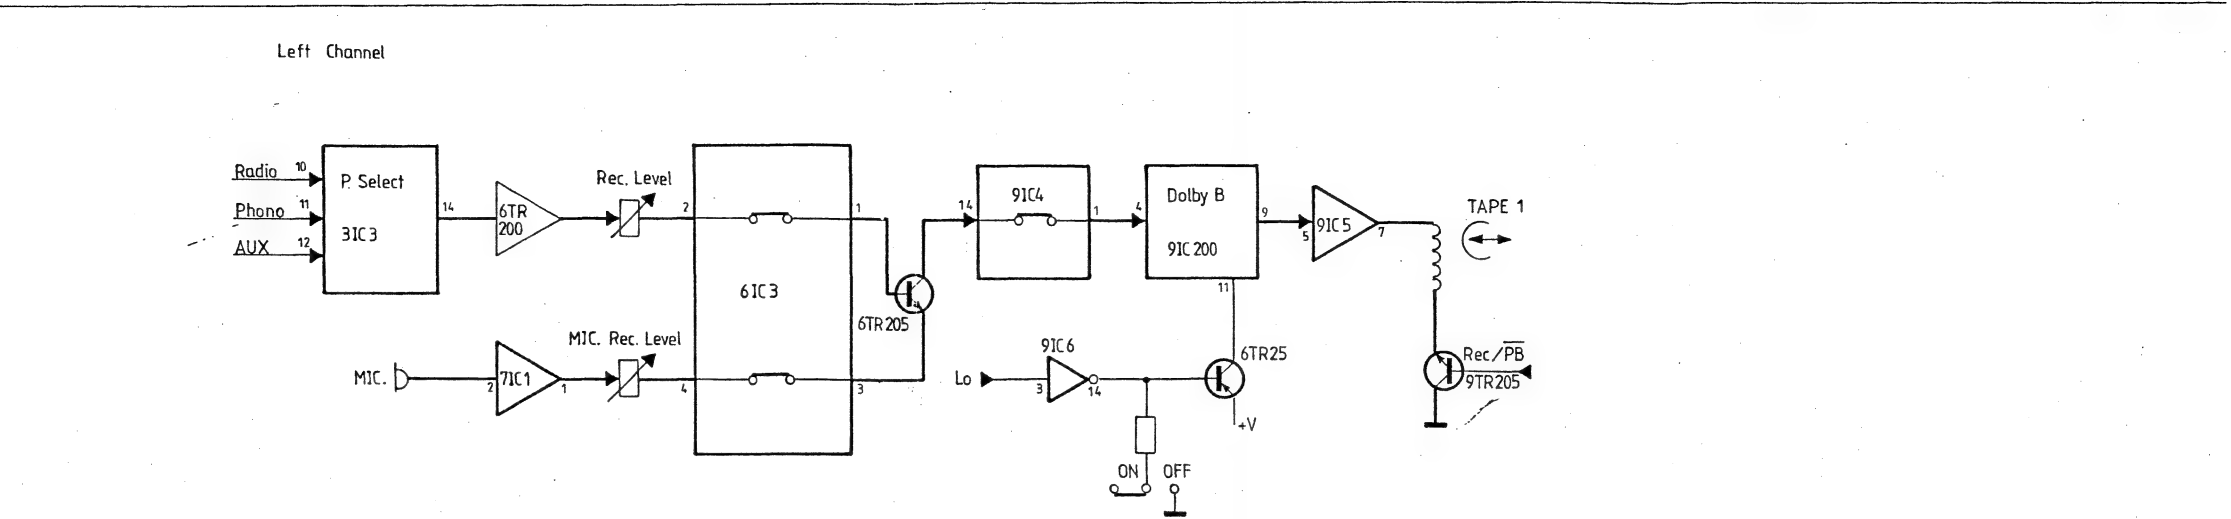 Left Channel
Radio 10
Phono 11
AUX 12
P. Select
3IC3
14
6TR
200
Rec. Level
2
1
6IC3
6TR205
MIC.
2
7IC1
1
MIC. Rec. Level
4
3
14
9IC4
1
4
Dolby B
9IC200
9
11
5
9IC5
7
TAPE 1
Lo
3
9IC6
14
6TR25
+V
ON OFF
Rec/PB
9TR205